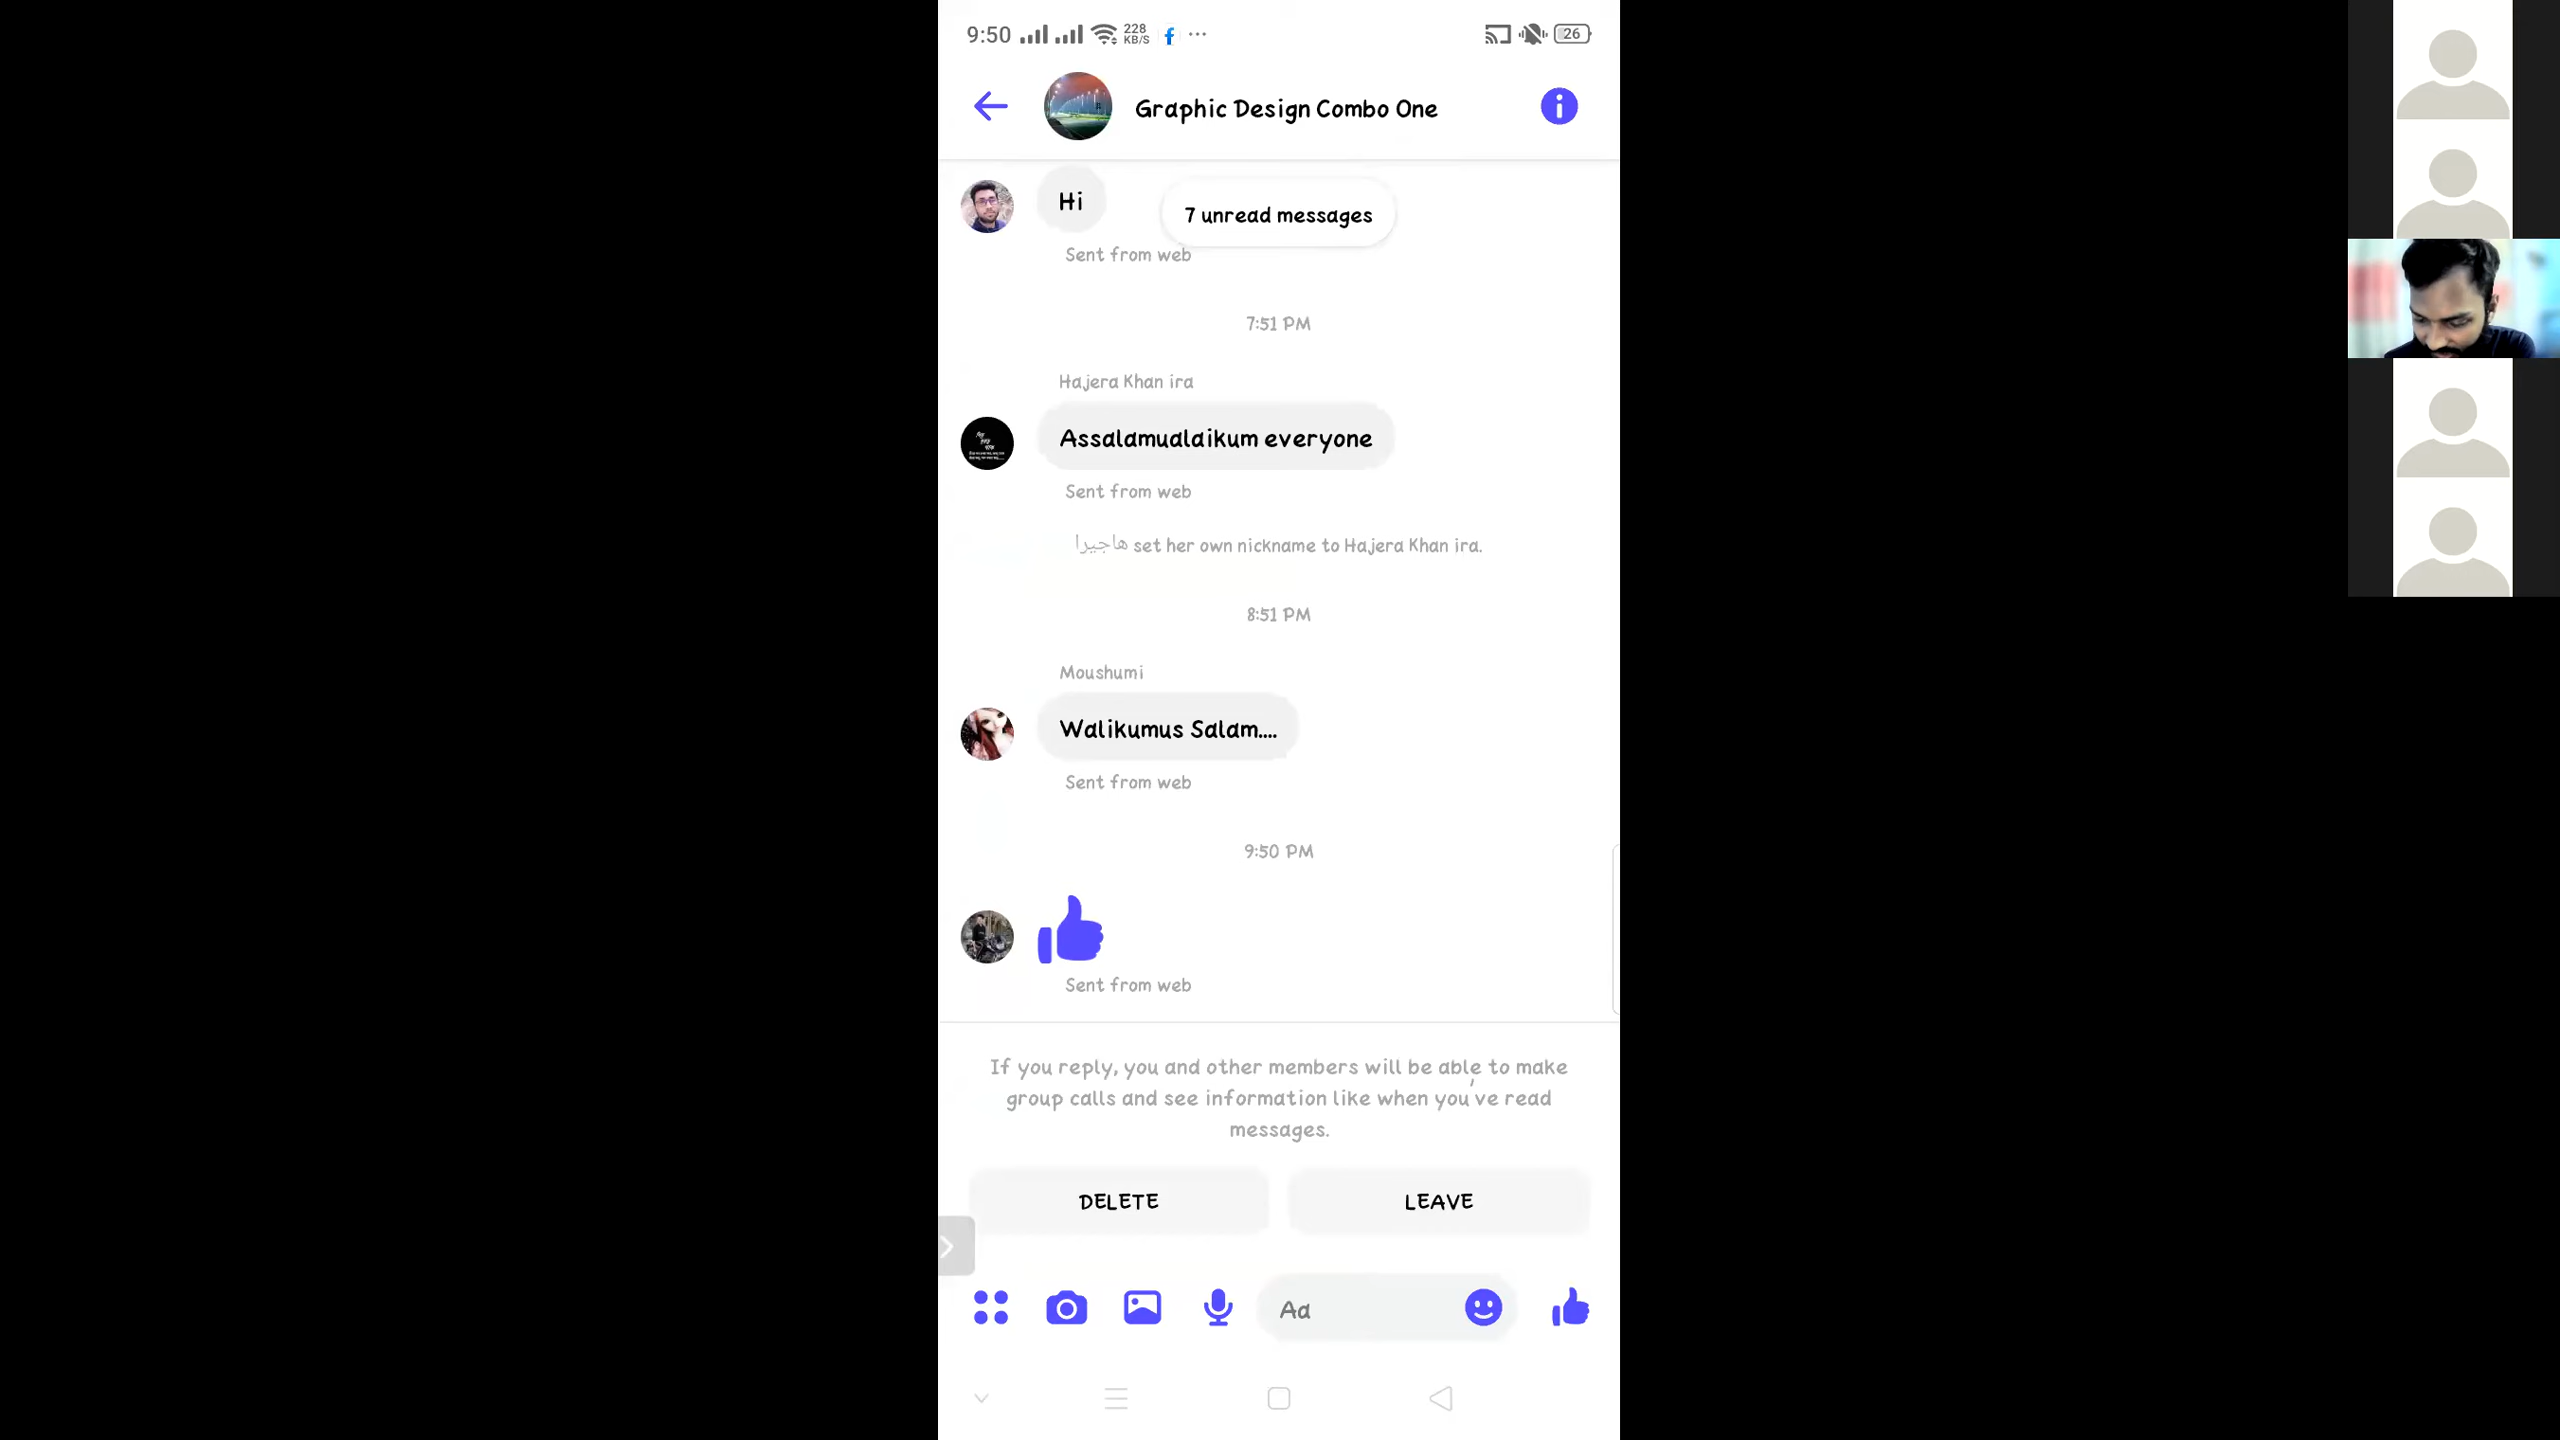 9:50
228
KB/S
26
Graphic Design Combo One
Hi
7 unread messages
Sent from web
7:51 PM
Hajera Khan ira
Assalamualaikum everyone
Sent from web
هاجيرا set her own nickname to Hajera Khan ira.
8:51 PM
Moushumi
Walikumus Salam....
Sent from web
9:50 PM
Sent from web
If you reply, you and other members will be able to make
group calls and see information like when you've read
messages.
DELETE
LEAVE
Aa